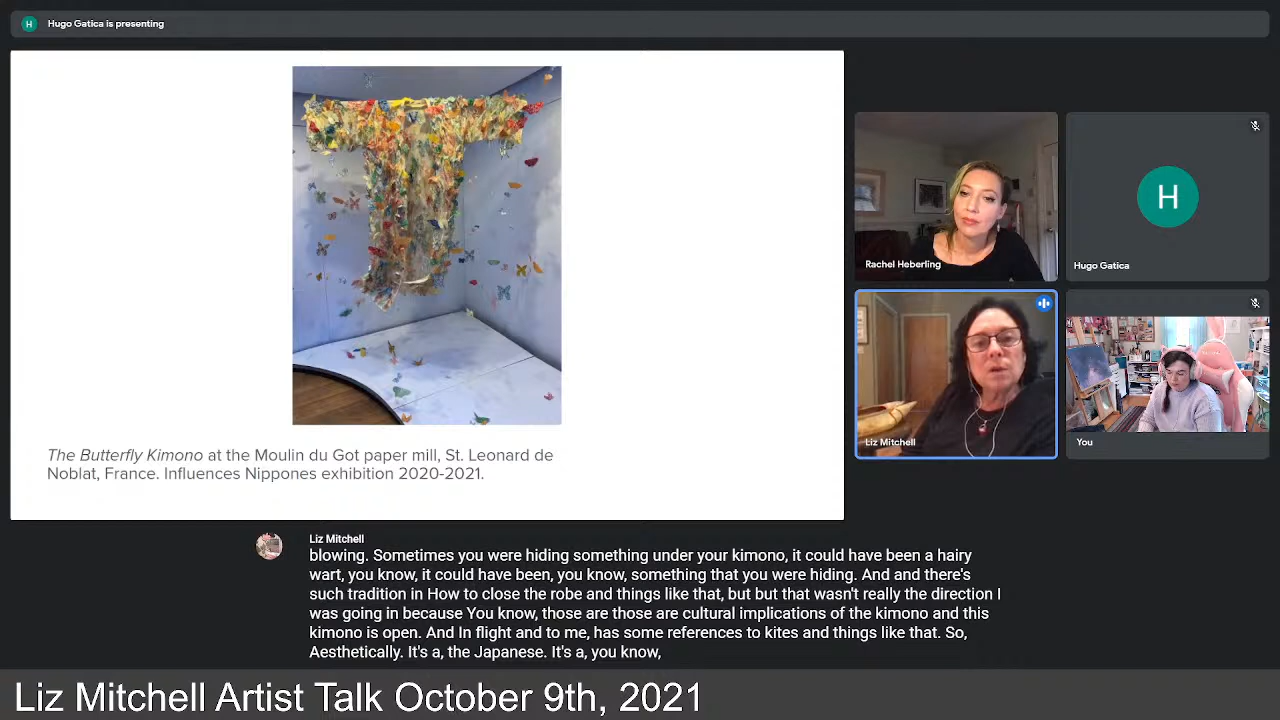 H
Hugo Gatica is presenting
The Butterfly Kimono at the Moulin du Got paper mill, St. Leonard de
Noblat, France. Influences Nippones exhibition 2020-2021.
Rachel Heberling
H
Hugo Gatica
Liz Mitchell
You
Liz Mitchell
blowing. Sometimes you were hiding something under your kimono, it could have been a hairy
wart, you know, it could have been, you know, something that you were hiding. And and there's
such tradition in How to close the robe and things like that, but but that wasn't really the direction I
was going in because You know, those are those are cultural implications of the kimono and this
kimono is open. And In flight and to me, has some references to kites and things like that. So,
Aesthetically. It's a, the Japanese. It's a, you know,
Liz Mitchell Artist Talk October 9th, 2021